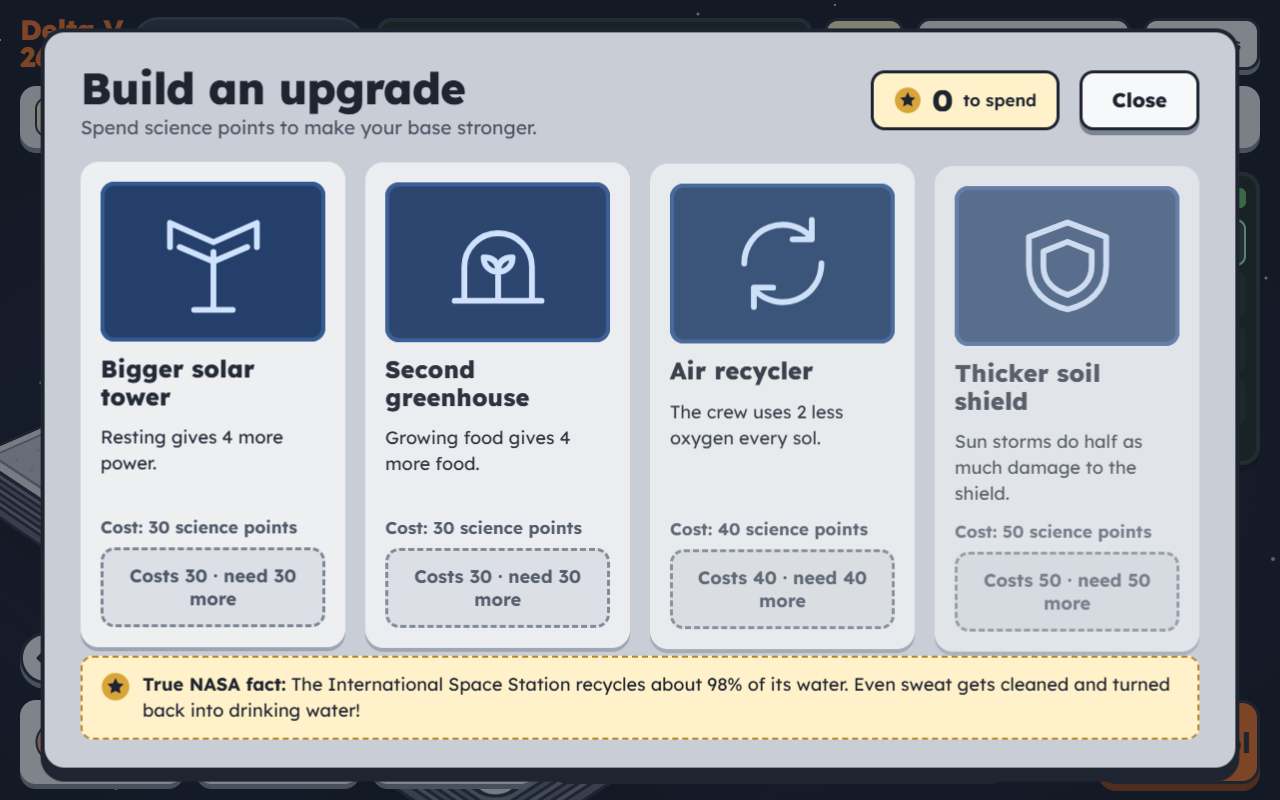 Delta V
Build an upgrade
0 to spend
Close
Spend science points to make your base stronger.
Bigger solar
tower
Resting gives 4 more
power.
Cost: 30 science points
Costs 30 · need 30
more
Second
greenhouse
Growing food gives 4
more food.
Cost: 30 science points
Costs 30 · need 30
more
Air recycler
The crew uses 2 less
oxygen every sol.
Cost: 40 science points
Costs 40 · need 40
more
Thicker soil
shield
Sun storms do half as
much damage to the
shield.
Cost: 50 science points
Costs 50 · need 50
more
True NASA fact: The International Space Station recycles about 98% of its water. Even sweat gets cleaned and turned
back into drinking water!